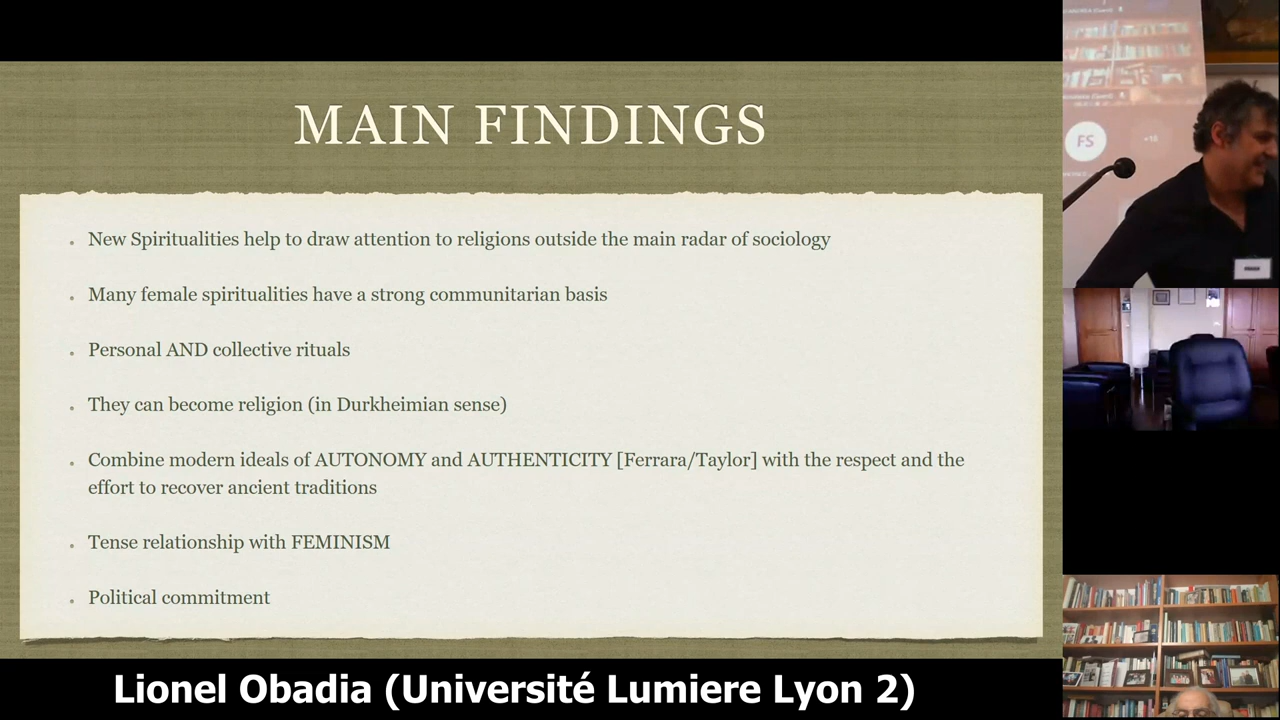 MAIN FINDINGS
New Spiritualities help to draw attention to religions outside the main radar of sociology
Many female spiritualities have a strong communitarian basis
Personal AND collective rituals
They can become religion (in Durkheimian sense)
Combine modern ideals of AUTONOMY and AUTHENTICITY [Ferrara/Taylor] with the respect and the
effort to recover ancient traditions
Tense relationship with FEMINISM
Political commitment
Lionel Obadia (Université Lumiere Lyon 2)
FS